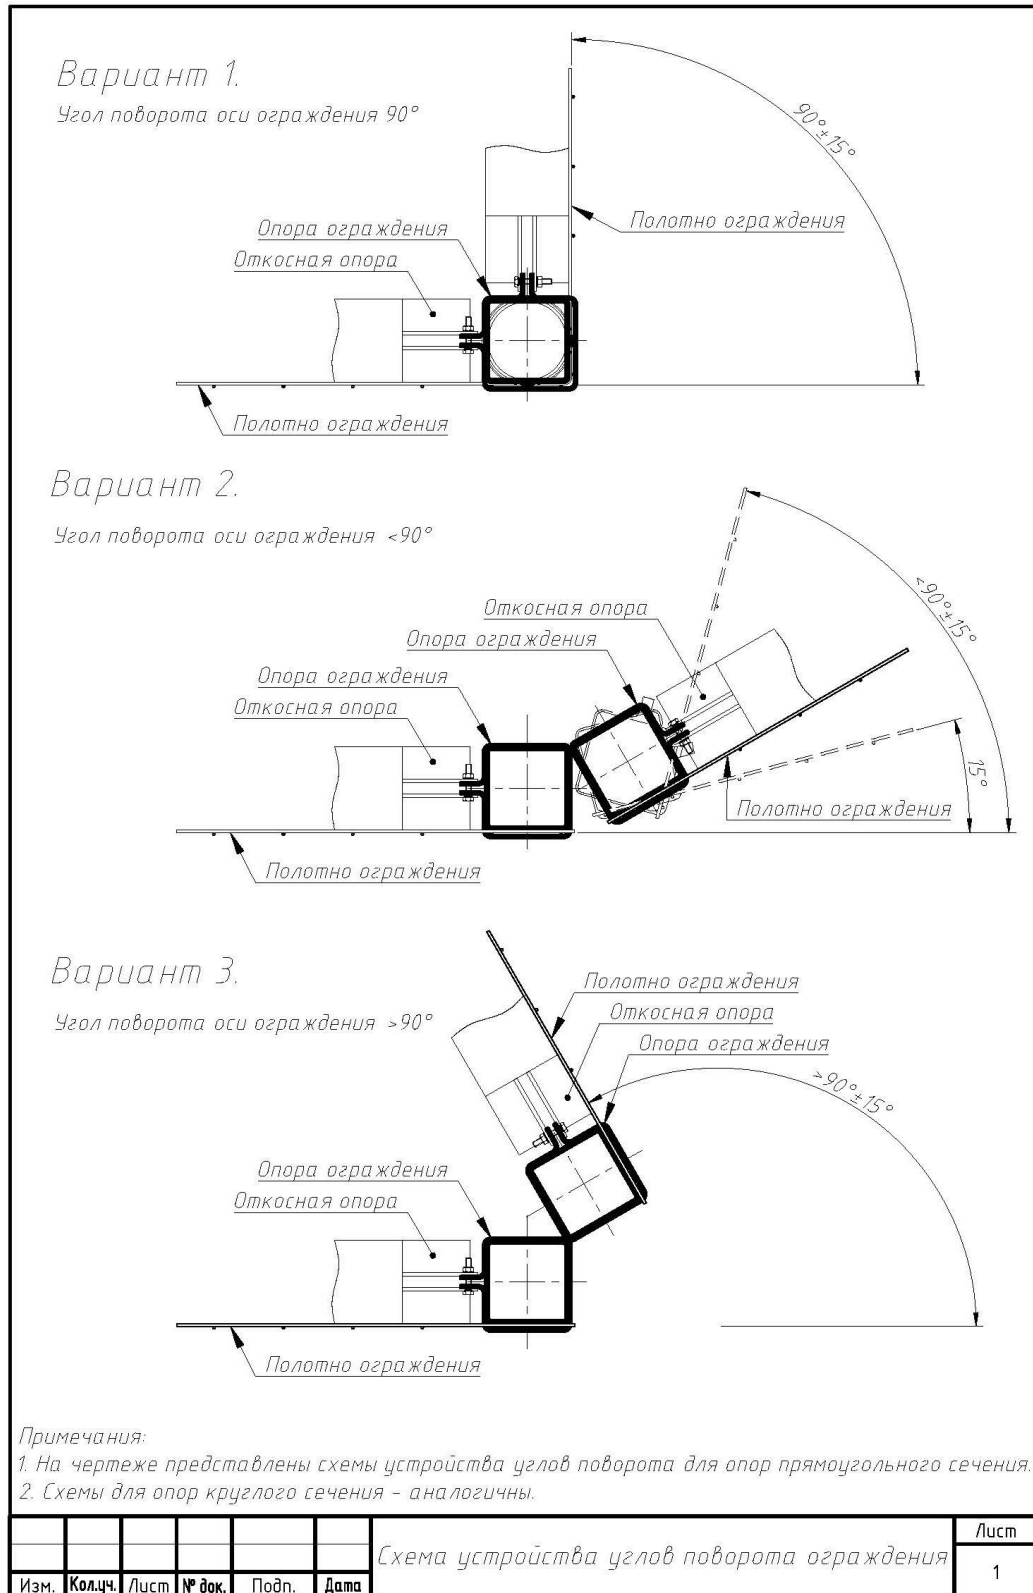 Вариант 1.
Угол поворота оси ограждения 90°
90°±15°
Полотно ограждения
Опора ограждения
Откосная опора
Полотно ограждения
Вариант 2.
Угол поворота оси ограждения <90°
<90°±15°
Откосная опора
Опора ограждения
Опора ограждения
Откосная опора
15°
Полотно ограждения
Полотно ограждения
Вариант 3.
Угол поворота оси ограждения >90°
Полотно ограждения
Откосная опора
Опора ограждения
>90°±15°
Опора ограждения
Откосная опора
Полотно ограждения
Примечания:
1. На чертеже представлены схемы устройства углов поворота для опор прямоугольного сечения.
2. Схемы для опор круглого сечения - аналогичны.
Схема устройства углов поворота ограждения
Лист
1
Изм. Кол.уч. Лист № док. Подп. Дата